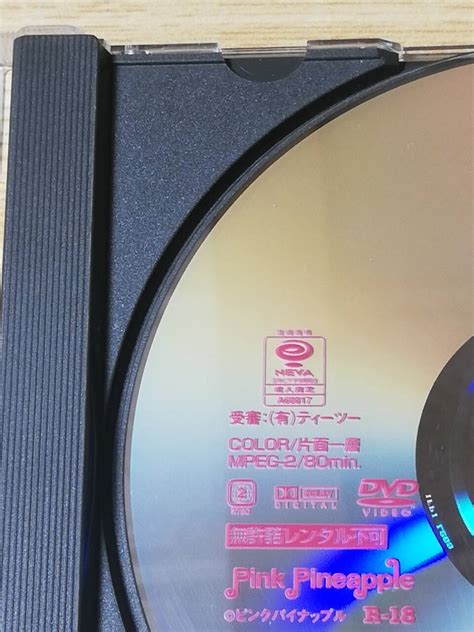 NEVA
受審:(有)ティーツー
COLOR/片面一層
MPEG-2/30min.
2
DOLBY
DIGITAL
DVD
VIDEO
無許諾レンタル不可
Pink Pineapple
©ピンクパイナップル R-18